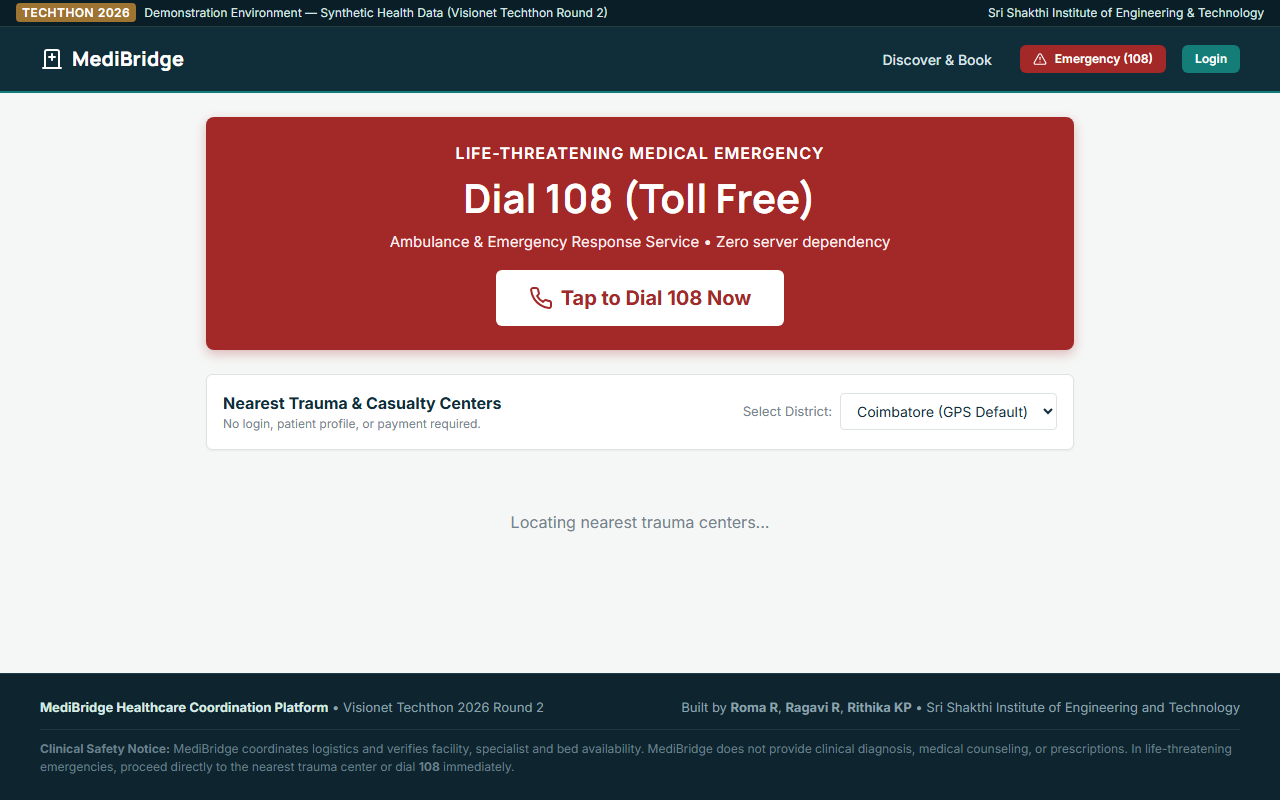 TECHTHON 2026 Demonstration Environment — Synthetic Health Data (Visionet Techthon Round 2) Sri Shakthi Institute of Engineering & Technology
MediBridge Discover & Book Emergency (108) Login
LIFE-THREATENING MEDICAL EMERGENCY
Dial 108 (Toll Free)
Ambulance & Emergency Response Service • Zero server dependency
Tap to Dial 108 Now
Nearest Trauma & Casualty Centers
No login, patient profile, or payment required.
Select District: Coimbatore (GPS Default)
Locating nearest trauma centers...
MediBridge Healthcare Coordination Platform • Visionet Techthon 2026 Round 2 Built by Roma R, Ragavi R, Rithika KP • Sri Shakthi Institute of Engineering and Technology
Clinical Safety Notice: MediBridge coordinates logistics and verifies facility, specialist and bed availability. MediBridge does not provide clinical diagnosis, medical counseling, or prescriptions. In life-threatening
emergencies, proceed directly to the nearest trauma center or dial 108 immediately.